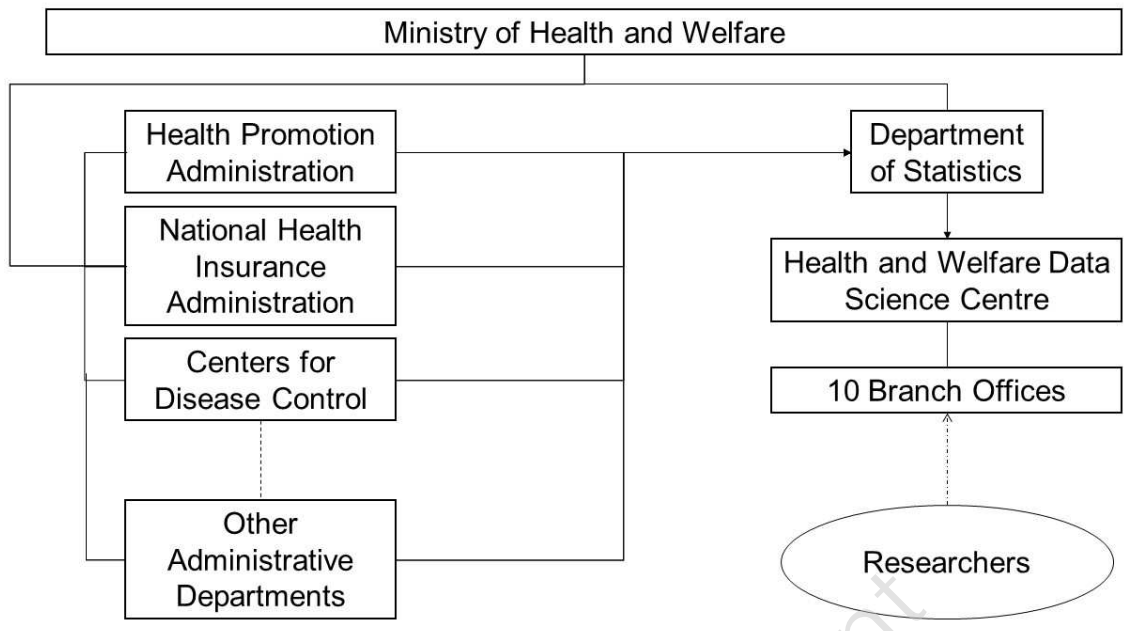 Ministry of Health and Welfare
Health Promotion
Administration
National Health
Insurance
Administration
Centers for
Disease Control
Other
Administrative
Departments
Department
of Statistics
Health and Welfare Data
Science Centre
10 Branch Offices
Researchers